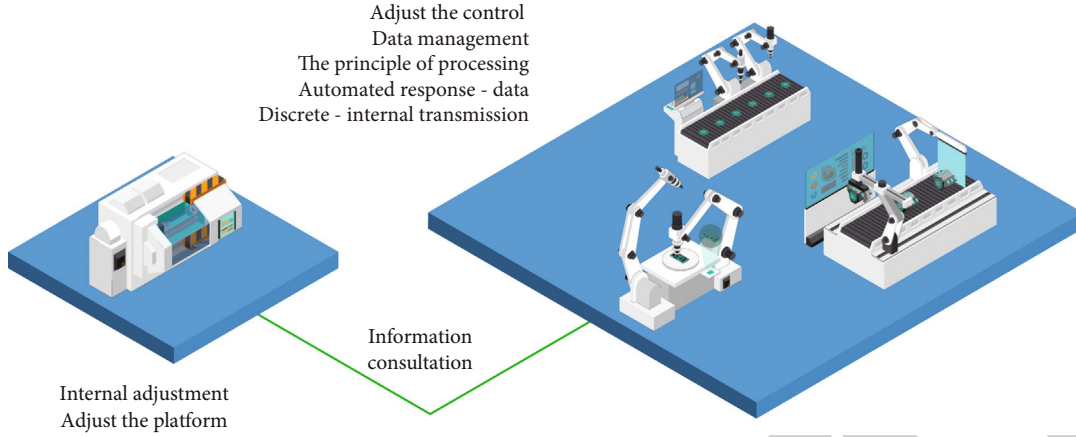 Adjust the control
Data management
The principle of processing
Automated response - data
Discrete - internal transmission
Information
consultation
Internal adjustment
Adjust the platform